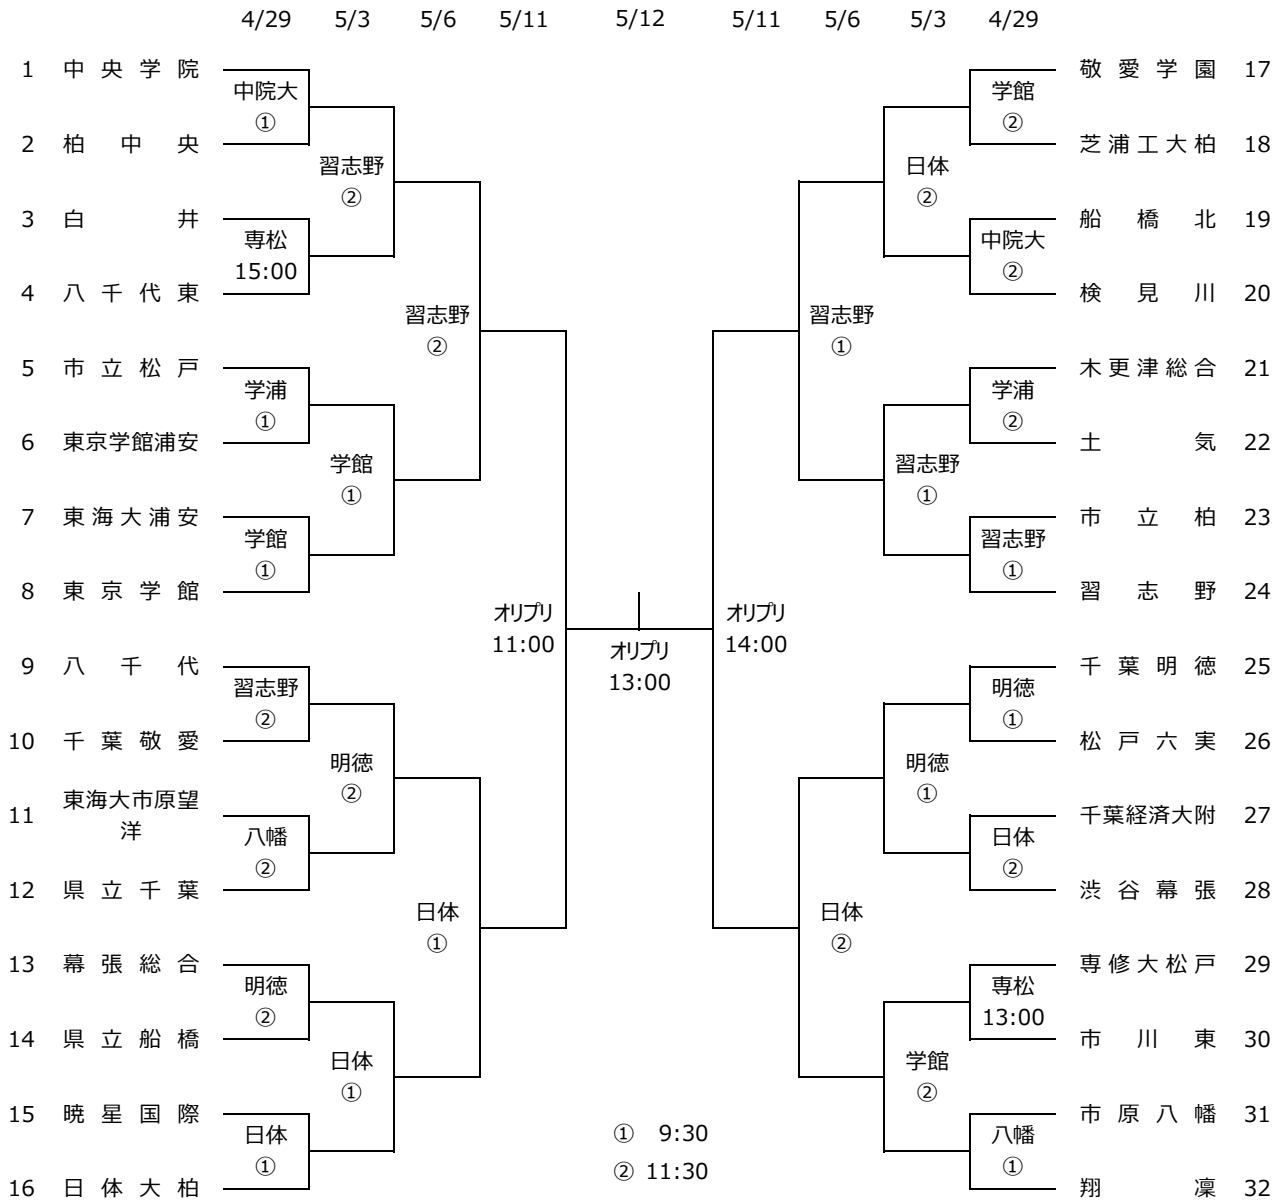 4/29 5/3 5/6 5/11 5/12 5/11 5/6 5/3 4/29
1 中央学院 敬愛学園 17
中院大 学館
① ②
2 柏中央 芝浦工大柏 18
習志野 日体
② ②
3 白井 船橋北 19
専松 中院大
15:00 ②
4 八千代東 検見川 20
習志野 習志野
② ①
5 市立松戸 木更津総合 21
学浦 学浦
① ②
6 東京学館浦安 土気 22
学館 習志野
① ①
7 東海大浦安 市立柏 23
学館 習志野
① ①
8 東京学館 習志野 24
オリプリ オリプリ
11:00 14:00
オリプリ
13:00
9 八千代 千葉明徳 25
習志野 明徳
② ①
10 千葉敬愛 松戸六実 26
明徳 明徳
② ①
11 東海大市原望洋 千葉経済大附 27
八幡 日体
② ②
12 県立千葉 渋谷幕張 28
日体 日体
① ②
13 幕張総合 専修大松戸 29
明徳 専松
② 13:00
14 県立船橋 市川東 30
日体 学館
① ②
15 暁星国際 市原八幡 31
日体 八幡
① ①
① 9:30
② 11:30
16 日体大柏 翔凜 32